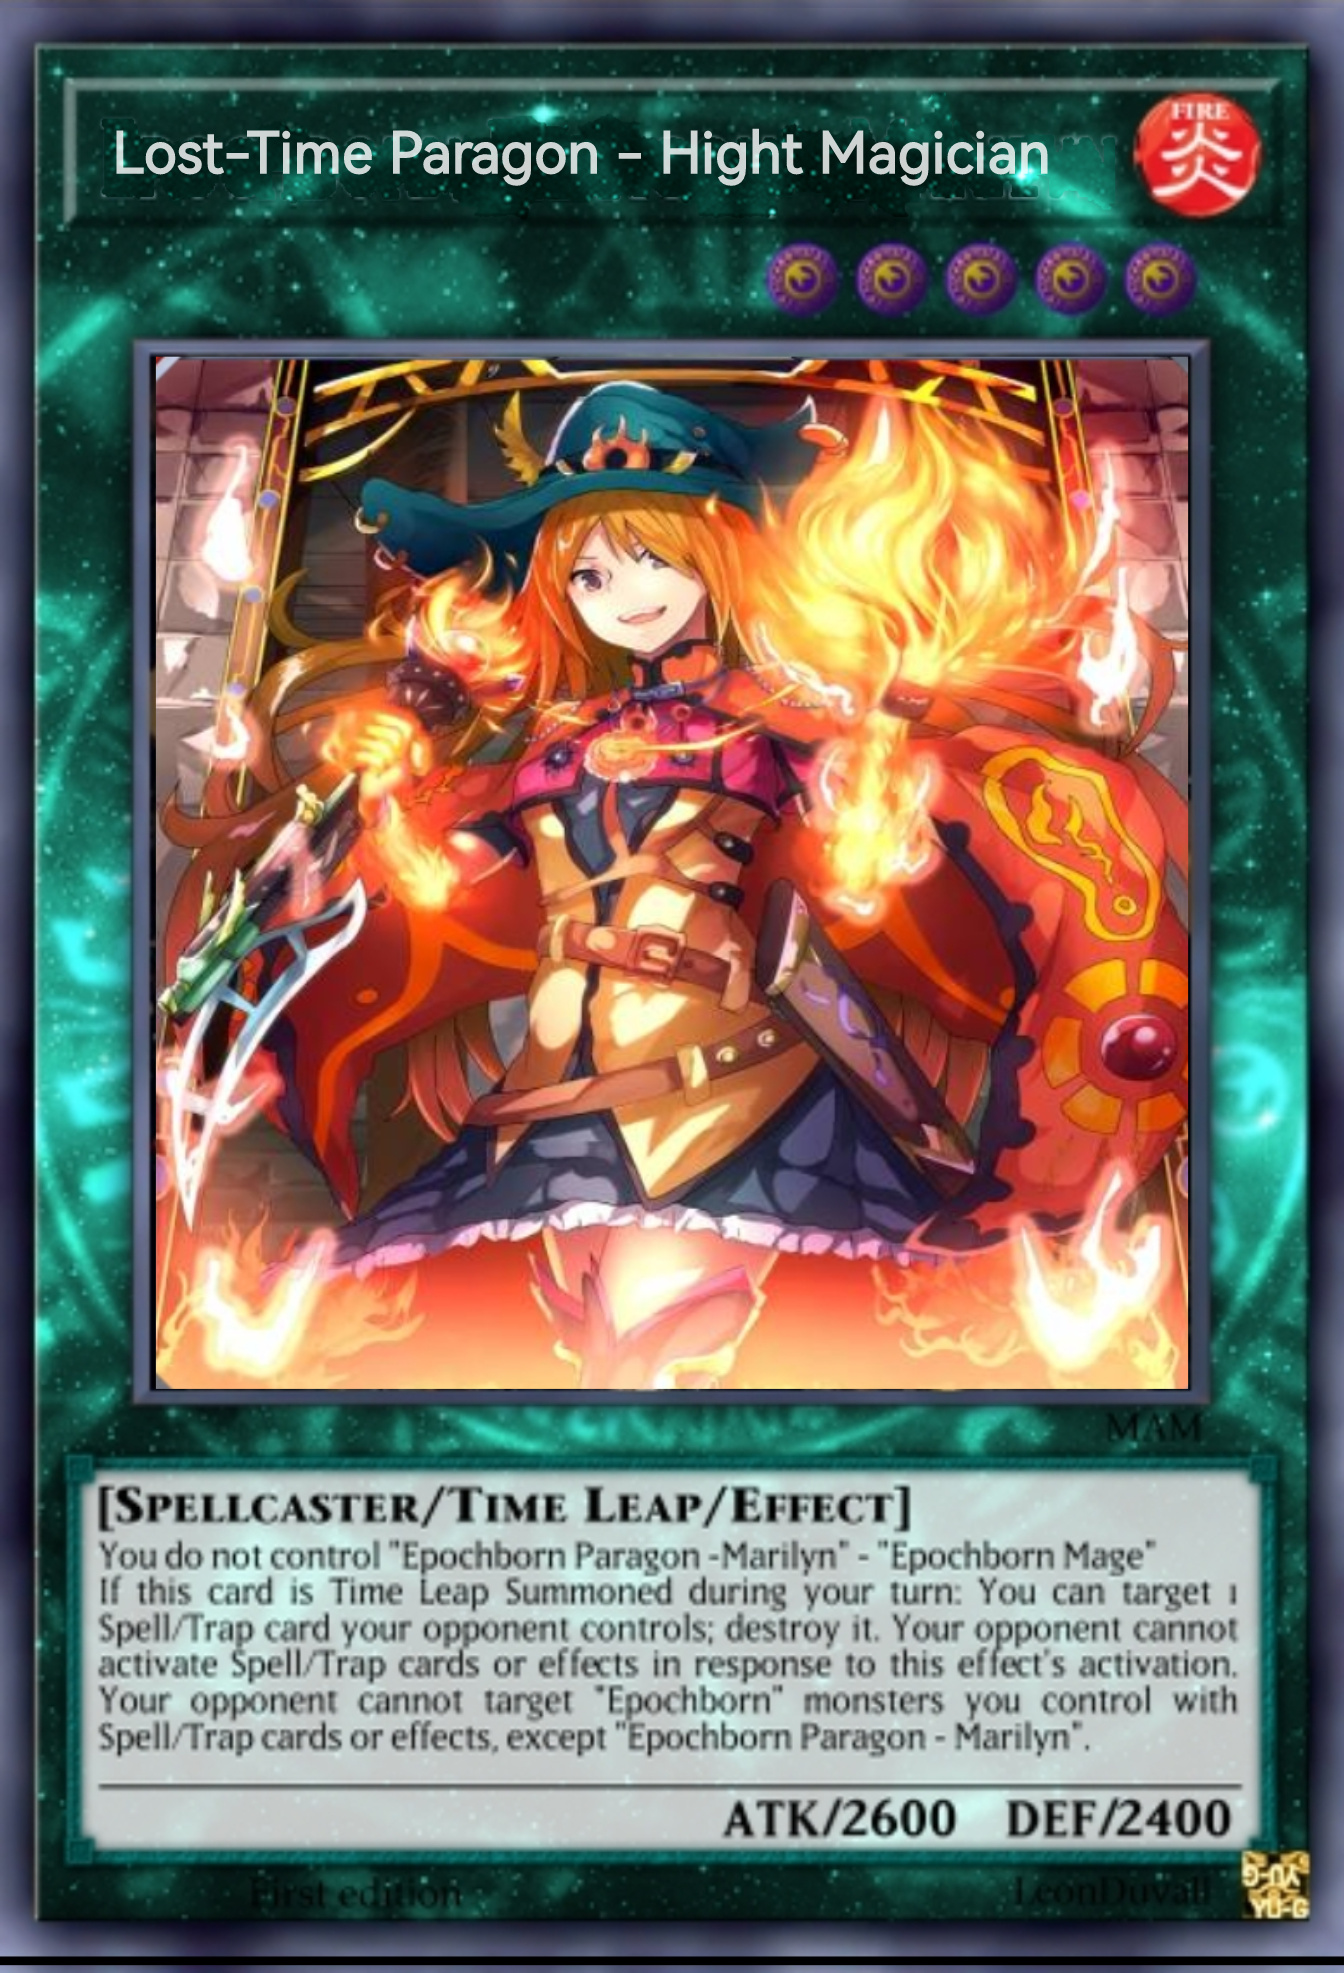 Lost-Time Paragon - Hight Magician
FIRE
炎
MAM
[SPELLCASTER/TIME LEAP/EFFECT]
You do not control "Epochborn Paragon -Marilyn" - "Epochborn Mage"
If this card is Time Leap Summoned during your turn: You can target 1
Spell/Trap card your opponent controls; destroy it. Your opponent cannot
activate Spell/Trap cards or effects in response to this effect's activation.
Your opponent cannot target "Epochborn" monsters you control with
Spell/Trap cards or effects, except "Epochborn Paragon - Marilyn".
ATK/2600 DEF/2400
First edition
LeonDuvall
YU-G